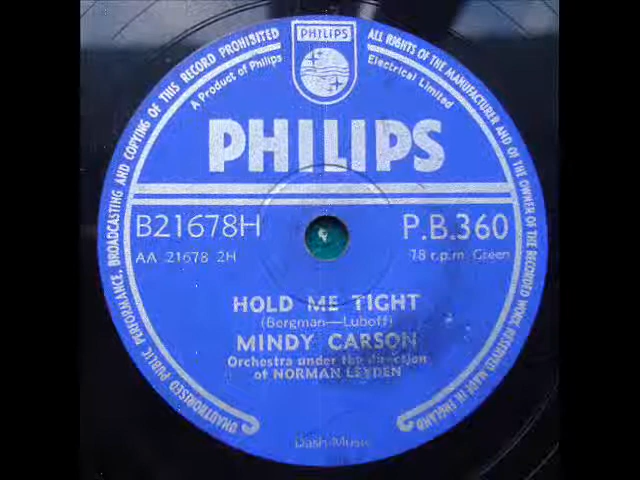 PHILIPS
UNAUTHORISED PUBLIC PERFORMANCE, BROADCASTING AND COPYING OF THIS RECORD PROHIBITED
ALL RIGHTS OF THE MANUFACTURER AND OF THE OWNER OF THE RECORDED WORK RESERVED MADE IN ENGLAND
A Product of Philips
Electrical Limited
PHILIPS
B21678H P.B.360
AA 21678 2H 78 r.p.m Green
HOLD ME TIGHT
(Bergman—Luboff)
MINDY CARSON
Orchestra under the direction
of NORMAN LEYDEN
Dash Music